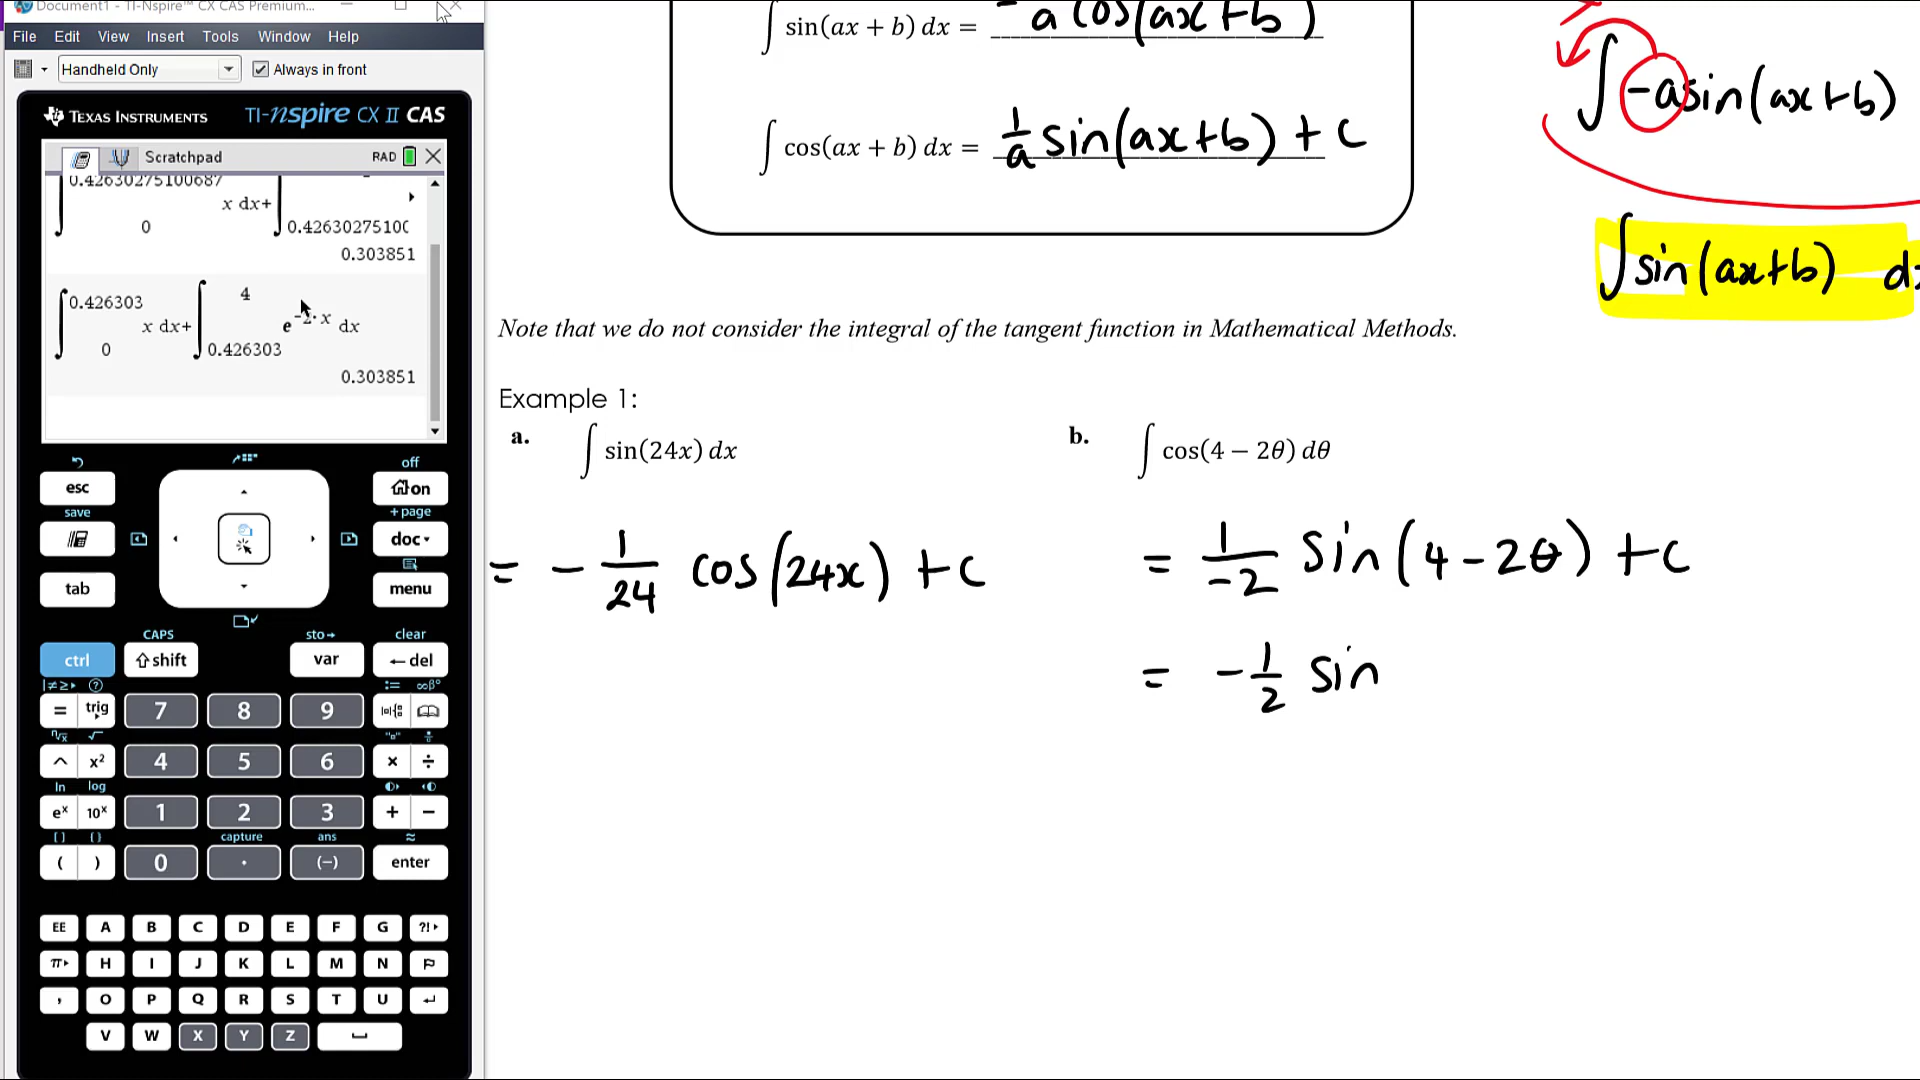 Document1 - TI-Nspire™ CX CAS Premium...
File Edit View Insert Tools Window Help
Handheld Only Always in front
TEXAS INSTRUMENTS TI-nspire CX II CAS
Scratchpad RAD
0.42630275100687
x dx+
0 0.4263027510
0.303851
∫ 0.426303 x dx+ ∫ 4 e^-2·x dx
0 0.426303
0.303851
off
esc on
save +page
doc
tab menu
CAPS sto→ clear
ctrl shift var ←del
|≠≥▸ ? := ∞β°
= trig 7 8 9
ⁿ√x √
^ x² 4 5 6 × ÷
ln log
eˣ 10ˣ 1 2 3 + −
[ ] { } capture ans ≈
( ) 0 . (−) enter
EE A B C D E F G ?!▸
π▸ H I J K L M N
, O P Q R S T U ↵
V W X Y Z
∫ sin(ax + b) dx = a cos(ax+b)
∫ cos(ax + b) dx = 1/a sin(ax+b) + c
∫ -a sin(ax+b)
∫ sin(ax+b)
Note that we do not consider the integral of the tangent function in Mathematical Methods.
Example 1:
a. ∫ sin(24x) dx
= - 1/24 cos(24x) + c
b. ∫ cos(4 − 2θ) dθ
= 1/-2 sin(4-2θ) + c
= -1/2 sin